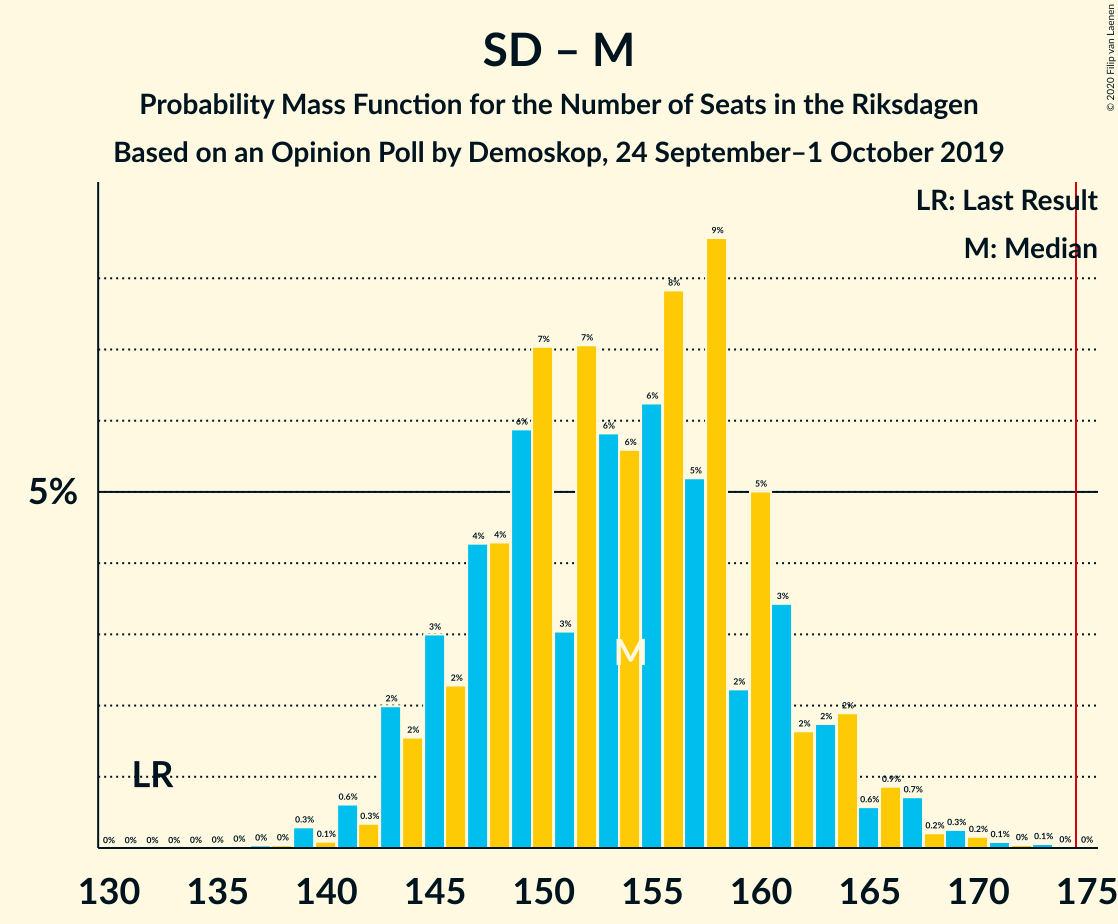 SD – M
Probability Mass Function for the Number of Seats in the Riksdagen
Based on an Opinion Poll by Demoskop, 24 September–1 October 2019
© 2020 Filip van Laenen
LR: Last Result
M: Median
5%
LR
M
0% 0% 0% 0% 0% 0% 0% 0% 0% 0.3% 0.1% 0.6% 0.3% 2% 2% 3% 2% 4% 4% 6% 7% 3% 7% 6% 6% 6% 8% 5% 9% 2% 5% 3% 2% 2% 2% 0.6% 0.9% 0.7% 0.2% 0.3% 0.2% 0.1% 0% 0.1% 0% 0%
130 135 140 145 150 155 160 165 170 175